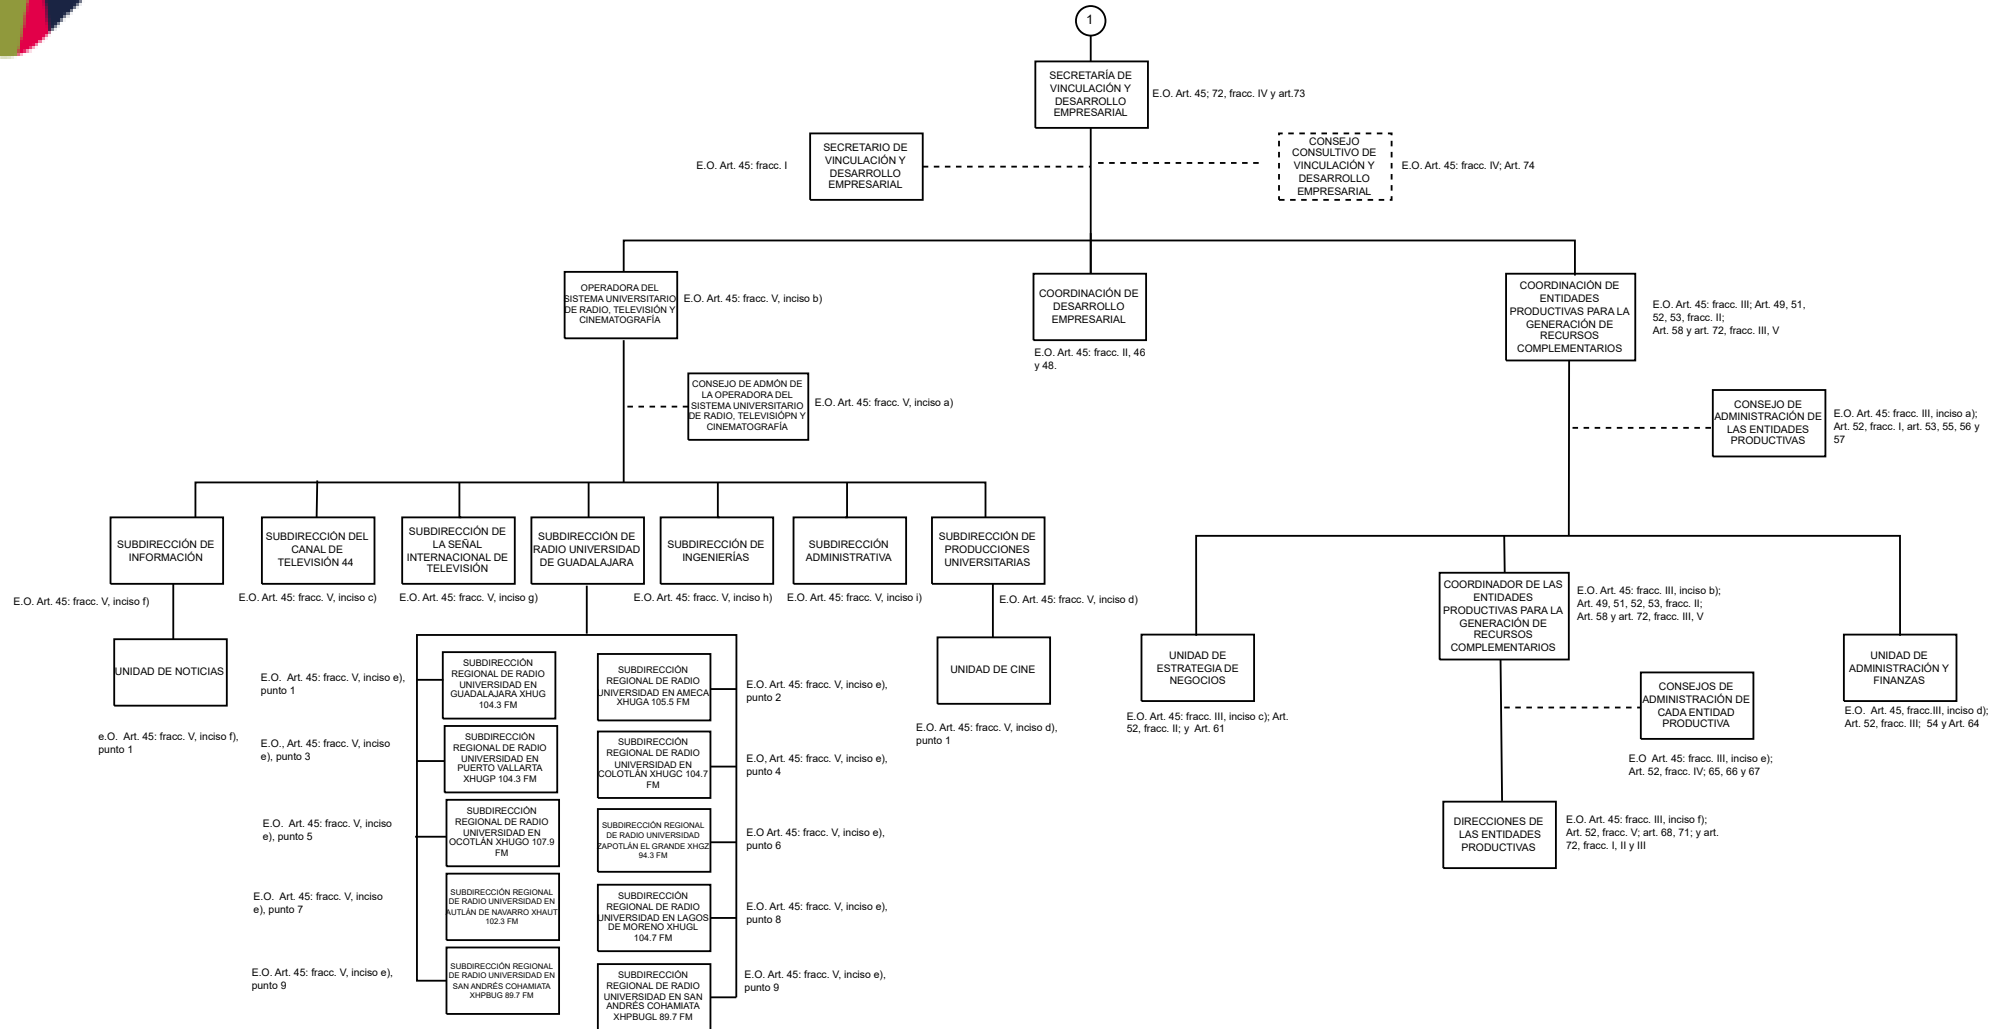 1
SECRETARÍA DE
VINCULACIÓN Y
DESARROLLO
EMPRESARIAL
E.O. Art. 45; 72, fracc. IV y art.73
E.O. Art. 45: fracc. I
SECRETARIO DE
VINCULACIÓN Y
DESARROLLO
EMPRESARIAL
CONSEJO
CONSULTIVO DE
VINCULACIÓN Y
DESARROLLO
EMPRESARIAL
E.O. Art. 45: fracc. IV; Art. 74
OPERADORA DEL
SISTEMA UNIVERSITARIO
DE RADIO, TELEVISIÓN Y
CINEMATOGRAFÍA
E.O. Art. 45: fracc. V, inciso b)
COORDINACIÓN DE
DESARROLLO
EMPRESARIAL
E.O. Art. 45: fracc. II, 46
y 48.
COORDINACIÓN DE
ENTIDADES
PRODUCTIVAS PARA LA
GENERACIÓN DE
RECURSOS
COMPLEMENTARIOS
E.O. Art. 45: fracc. III; Art. 49, 51,
52, 53, fracc. II;
Art. 58 y art. 72, fracc. III, V
CONSEJO DE ADMÓN DE
LA OPERADORA DEL
SISTEMA UNIVERSITARIO
DE RADIO, TELEVISIÓPN Y
CINEMATOGRAFÍA
E.O. Art. 45: fracc. V, inciso a)
CONSEJO DE
ADMINISTRACIÓN DE
LAS ENTIDADES
PRODUCTIVAS
E.O. Art. 45: fracc. III, inciso a);
Art. 52, fracc. I, art. 53, 55, 56 y
57
SUBDIRECCIÓN DE
INFORMACIÓN
SUBDIRECCIÓN DEL
CANAL DE
TELEVISIÓN 44
SUBDIRECCIÓN DE
LA SEÑAL
INTERNACIONAL DE
TELEVISIÓN
SUBDIRECCIÓN DE
RADIO UNIVERSIDAD
DE GUADALAJARA
SUBDIRECCIÓN DE
INGENIERÍAS
SUBDIRECCIÓN
ADMINISTRATIVA
SUBDIRECCIÓN DE
PRODUCCIONES
UNIVERSITARIAS
E.O. Art. 45: fracc. V, inciso f)
E.O. Art. 45: fracc. V, inciso c)
E.O. Art. 45: fracc. V, inciso g)
E.O. Art. 45: fracc. V, inciso h)
E.O. Art. 45: fracc. V, inciso i)
E.O. Art. 45: fracc. V, inciso d)
UNIDAD DE NOTICIAS
e.O. Art. 45: fracc. V, inciso f),
punto 1
UNIDAD DE CINE
E.O. Art. 45: fracc. V, inciso d),
punto 1
E.O. Art. 45: fracc. V, inciso e),
punto 1
SUBDIRECCIÓN
REGIONAL DE RADIO
UNIVERSIDAD EN
GUADALAJARA XHUG
104.3 FM
SUBDIRECCIÓN
REGIONAL DE RADIO
UNIVERSIDAD EN AMECA
XHUGA 105.5 FM
E.O. Art. 45: fracc. V, inciso e),
punto 2
E.O., Art. 45: fracc. V, inciso
e), punto 3
SUBDIRECCIÓN
REGIONAL DE RADIO
UNIVERSIDAD EN
PUERTO VALLARTA
XHUGP 104.3 FM
SUBDIRECCIÓN
REGIONAL DE RADIO
UNIVERSIDAD EN
COLOTLÁN XHUGC 104.7
FM
E.O, Art. 45: fracc. V, inciso e),
punto 4
E.O. Art. 45: fracc. V, inciso
e), punto 5
SUBDIRECCIÓN
REGIONAL DE RADIO
UNIVERSIDAD EN
OCOTLÁN XHUGO 107.9
FM
SUBDIRECCIÓN REGIONAL
DE RADIO UNIVERSIDAD
ZAPOTLÁN EL GRANDE XHGZ
94.3 FM
E.O Art. 45: fracc. V, inciso e),
punto 6
E.O. Art. 45: fracc. V, inciso
e), punto 7
SUBDIRECCIÓN REGIONAL
DE RADIO UNIVERSIDAD EN
AUTLÁN DE NAVARRO XHAUT
102.3 FM
SUBDIRECCIÓN
REGIONAL DE RADIO
UNIVERSIDAD EN LAGOS
DE MORENO XHUGL
104.7 FM
E.O. Art. 45: fracc. V, inciso e),
punto 8
E.O. Art. 45: fracc. V, inciso e),
punto 9
SUBDIRECCIÓN REGIONAL
DE RADIO UNIVERSIDAD EN
SAN ANDRÉS COHAMIATA
XHPBUG 89.7 FM
SUBDIRECCIÓN
REGIONAL DE RADIO
UNIVERSIDAD EN SAN
ANDRÉS COHAMIATA
XHPBUGL 89.7 FM
E.O. Art. 45: fracc. V, inciso e),
punto 9
UNIDAD DE
ESTRATEGIA DE
NEGOCIOS
E.O. Art. 45: fracc. III, inciso c); Art.
52, fracc. II; y Art. 61
COORDINADOR DE LAS
ENTIDADES
PRODUCTIVAS PARA LA
GENERACIÓN DE
RECURSOS
COMPLEMENTARIOS
E.O. Art. 45: fracc. III, inciso b);
Art. 49, 51, 52, 53, fracc. II;
Art. 58 y art. 72, fracc. III, V
UNIDAD DE
ADMINISTRACIÓN Y
FINANZAS
E.O. Art. 45, fracc.III, inciso d);
Art. 52, fracc. III; 54 y Art. 64
CONSEJOS DE
ADMINISTRACIÓN DE
CADA ENTIDAD
PRODUCTIVA
E.O Art. 45: fracc. III, inciso e);
Art. 52, fracc. IV; 65, 66 y 67
DIRECCIONES DE
LAS ENTIDADES
PRODUCTIVAS
E.O. Art. 45: fracc. III, inciso f);
Art. 52, fracc. V; art. 68, 71; y art.
72, fracc. I, II y III